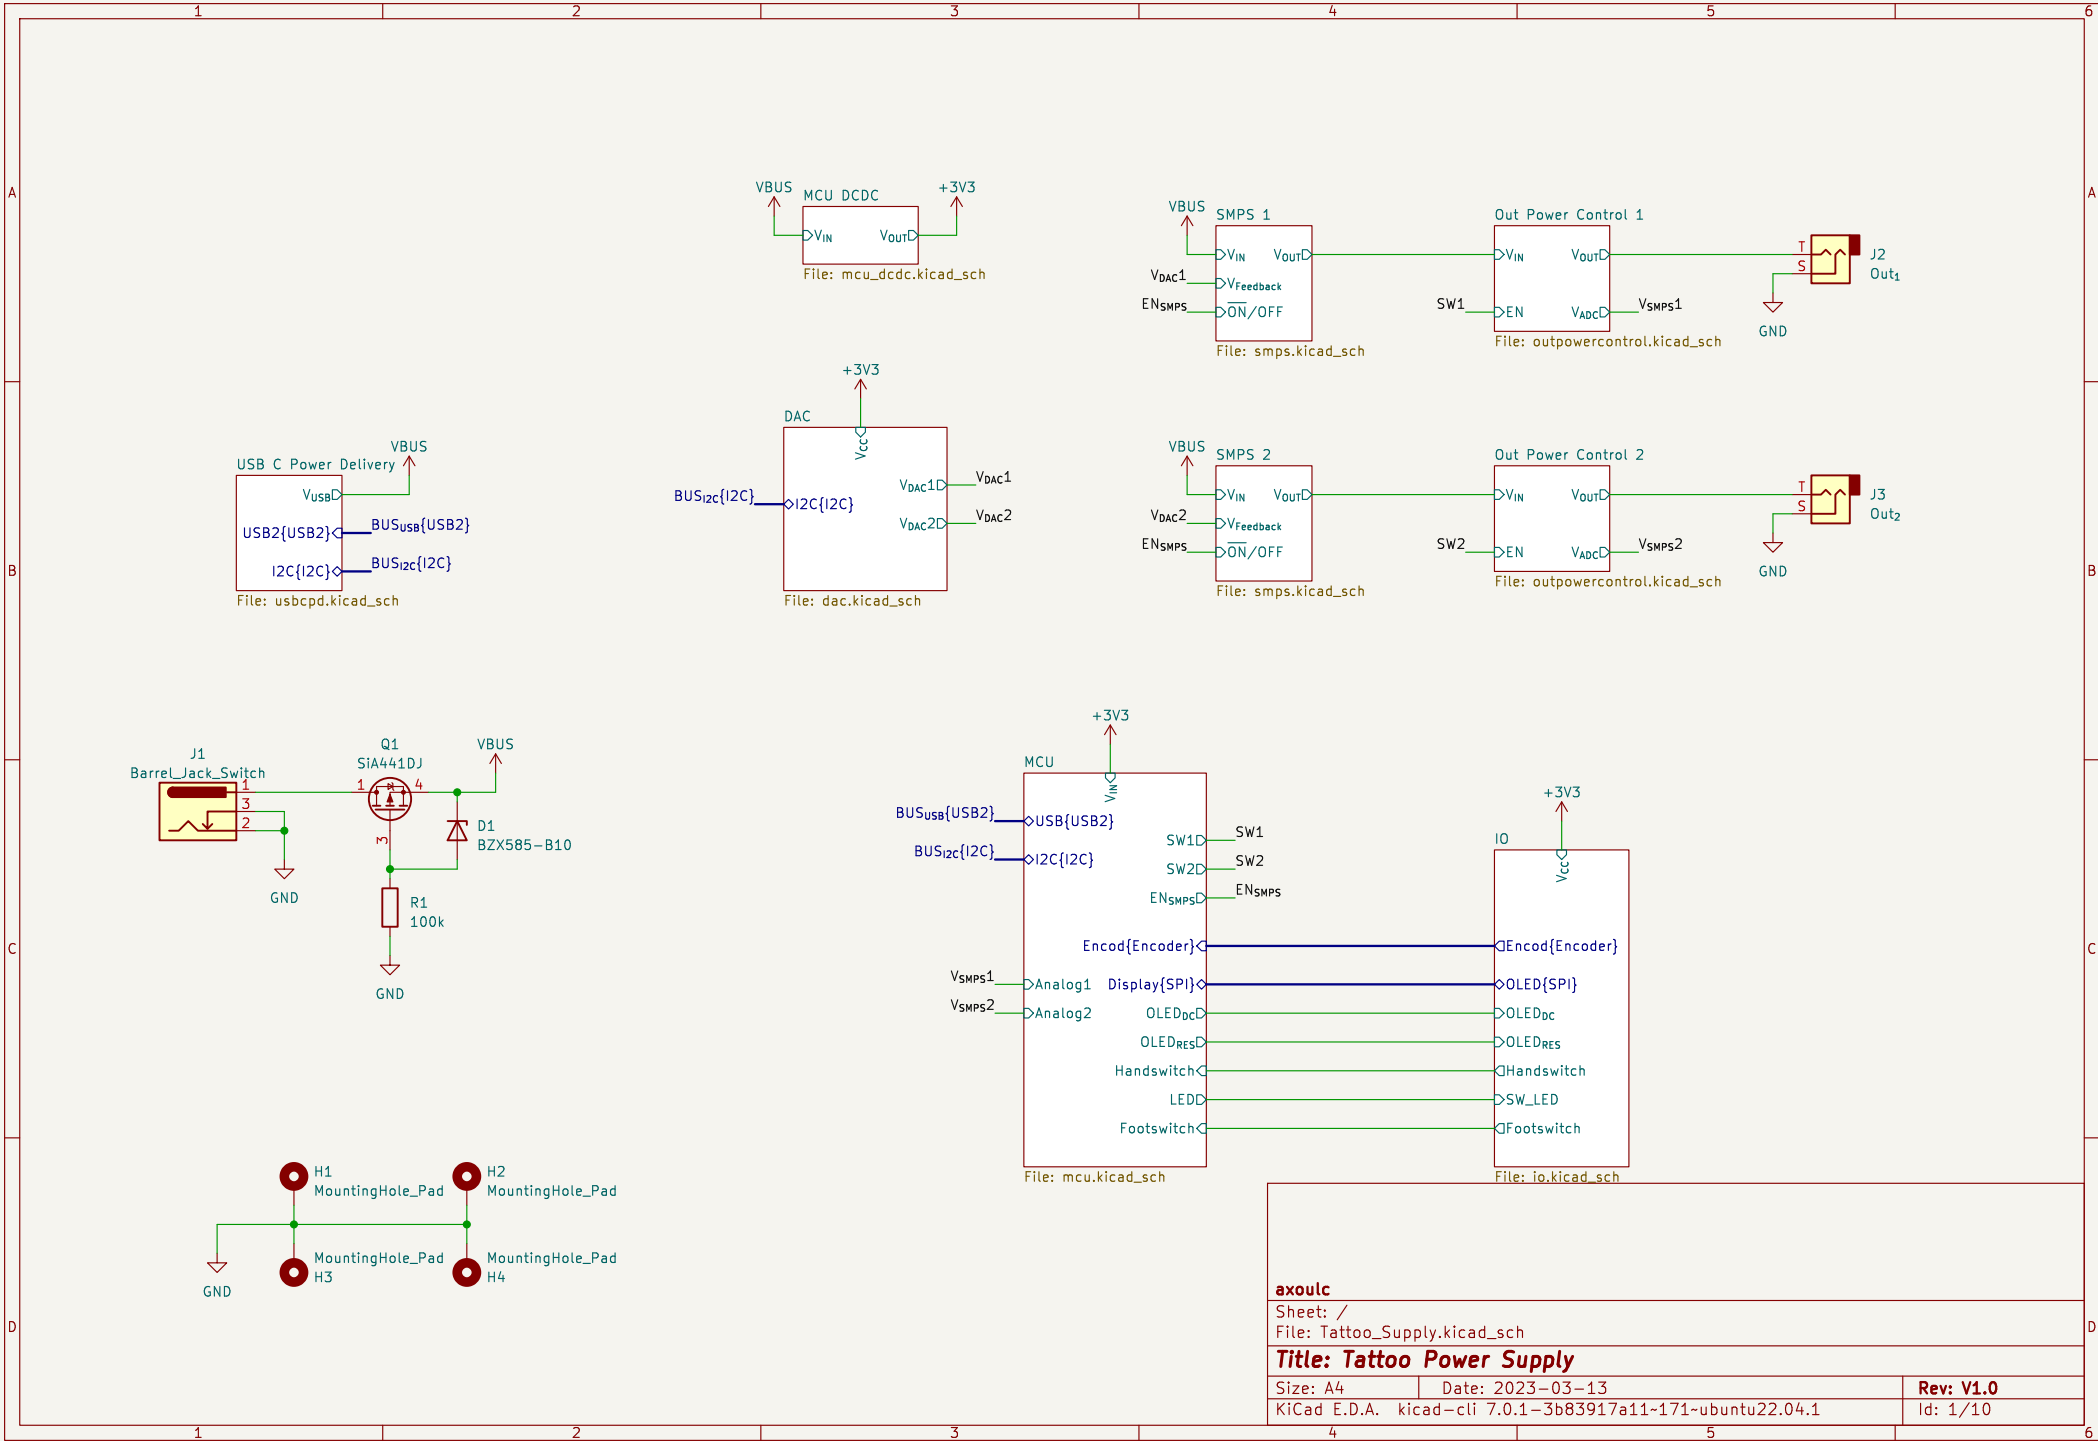 1 2 3 4 5 6
A A
B B
C C
D D
1 2 3 4 5 6
VBUS
MCU DCDC
+3V3
VIN VOUT
File: mcu_dcdc.kicad_sch
VBUS
SMPS 1
VIN VOUT
VDAC1
VFeedback
ENSMPS
ON/OFF
File: smps.kicad_sch
Out Power Control 1
VIN VOUT
SW1
EN VADC
VSMPS1
File: outpowercontrol.kicad_sch
T
S
J2
Out1
GND
USB C Power Delivery
VBUS
VUSB
USB2{USB2}
BUSUSB{USB2}
I2C{I2C}
BUSI2C{I2C}
File: usbcpd.kicad_sch
+3V3
DAC
VCC
BUSI2C{I2C}
I2C{I2C}
VDAC1
VDAC1
VDAC2
VDAC2
File: dac.kicad_sch
VBUS
SMPS 2
VIN VOUT
VDAC2
VFeedback
ENSMPS
ON/OFF
File: smps.kicad_sch
Out Power Control 2
VIN VOUT
SW2
EN VADC
VSMPS2
File: outpowercontrol.kicad_sch
T
S
J3
Out2
GND
J1
Barrel_Jack_Switch
1
3
2
GND
Q1
SiA441DJ
1 4
3
VBUS
D1
BZX585-B10
R1
100k
GND
+3V3
MCU
VIN
BUSUSB{USB2}
USB{USB2}
BUSI2C{I2C}
I2C{I2C}
SW1
SW1
SW2
SW2
ENSMPS
ENSMPS
Encod{Encoder}
VSMPS1
Analog1
Display{SPI}
VSMPS2
Analog2
OLEDDC
OLEDRES
Handswitch
LED
Footswitch
File: mcu.kicad_sch
+3V3
IO
VCC
Encod{Encoder}
OLED{SPI}
OLEDDC
OLEDRES
Handswitch
SW_LED
Footswitch
File: io.kicad_sch
H1
MountingHole_Pad
H2
MountingHole_Pad
MountingHole_Pad
H3
MountingHole_Pad
H4
GND
axoulc
Sheet: /
File: Tattoo_Supply.kicad_sch
Title: Tattoo Power Supply
Size: A4 Date: 2023-03-13 Rev: V1.0
KiCad E.D.A. kicad-cli 7.0.1-3b83917a11~171~ubuntu22.04.1 Id: 1/10